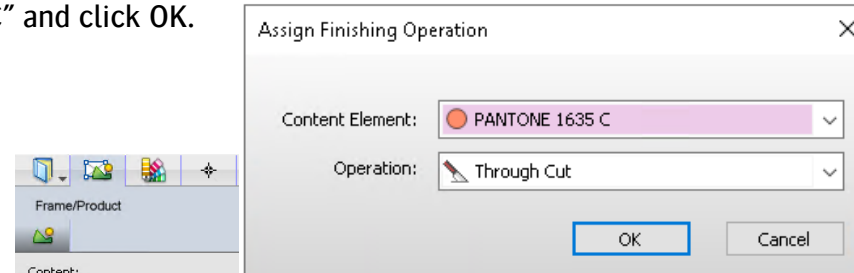 ″ and click OK.
Assign Finishing Operation
Content Element: PANTONE 1635 C
Operation: Through Cut
OK Cancel
Frame/Product
Content: